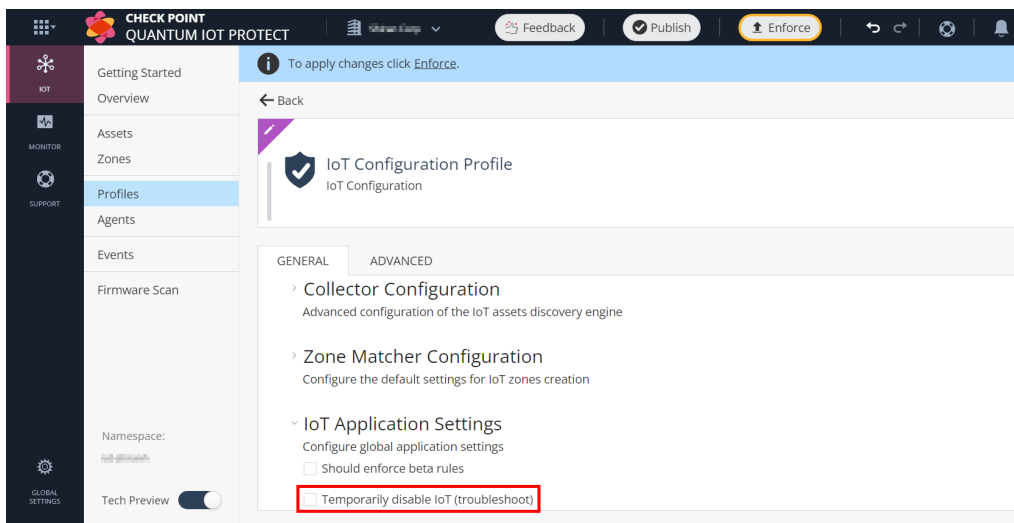 CHECK POINT
QUANTUM IOT PROTECT
Feedback
Publish
Enforce
IOT
MONITOR
SUPPORT
GLOBAL
SETTINGS
Getting Started
Overview
Assets
Zones
Profiles
Agents
Events
Firmware Scan
Namespace:
Tech Preview
To apply changes click Enforce.
Back
IoT Configuration Profile
IoT Configuration
GENERAL
ADVANCED
Collector Configuration
Advanced configuration of the IoT assets discovery engine
Zone Matcher Configuration
Configure the default settings for IoT zones creation
IoT Application Settings
Configure global application settings
Should enforce beta rules
Temporarily disable IoT (troubleshoot)